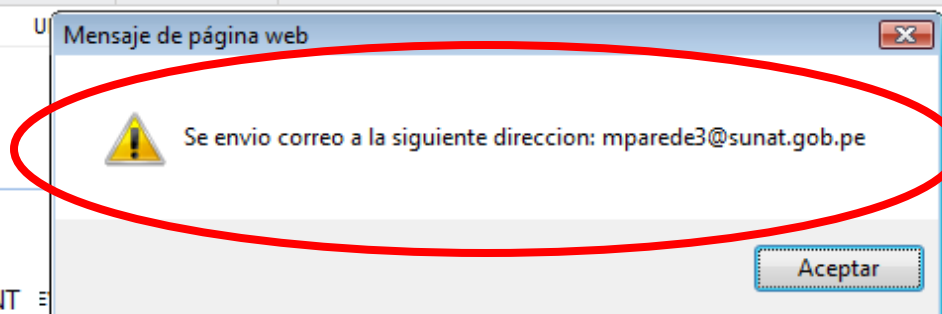 Mensaje de página web
Se envio correo a la siguiente direccion: mparede3@sunat.gob.pe
Aceptar